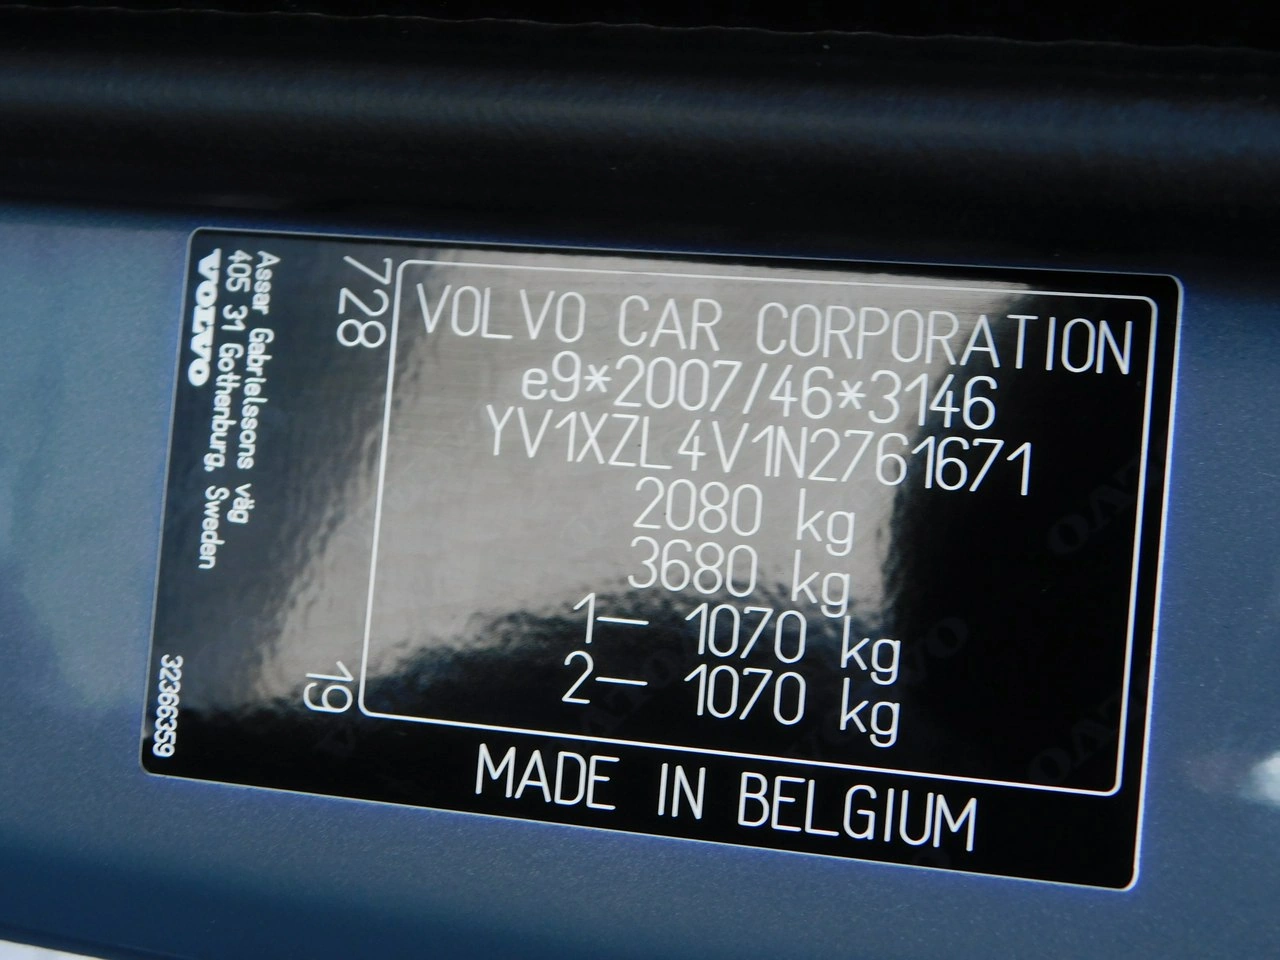 VOLVO CAR CORPORATION
e9*2007/46*3146
YV1XZL4V1N2761671
2080 kg
3680 kg
1— 1070 kg
2— 1070 kg
MADE IN BELGIUM
728
19
Assar Gabrielssons väg
405 31 Gothenburg, Sweden
VOLVO
32366359